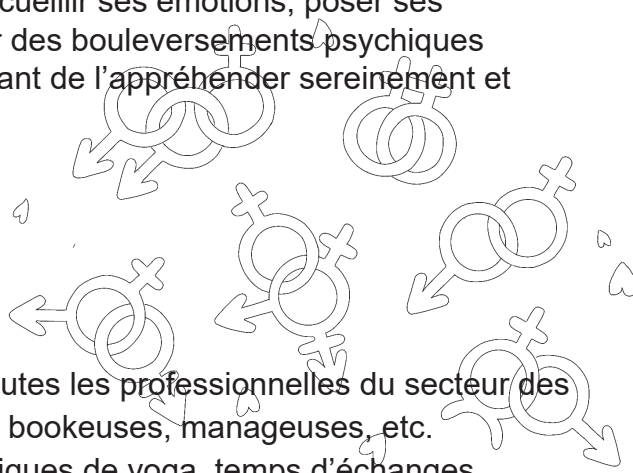 cueillir ses émotions, poser ses
des bouleversements psychiques
ant de l’appréhender sereinement et
utes les professionnelles du secteur des
bookeuses, manageuses, etc.
iques de yoga, temps d’échanges